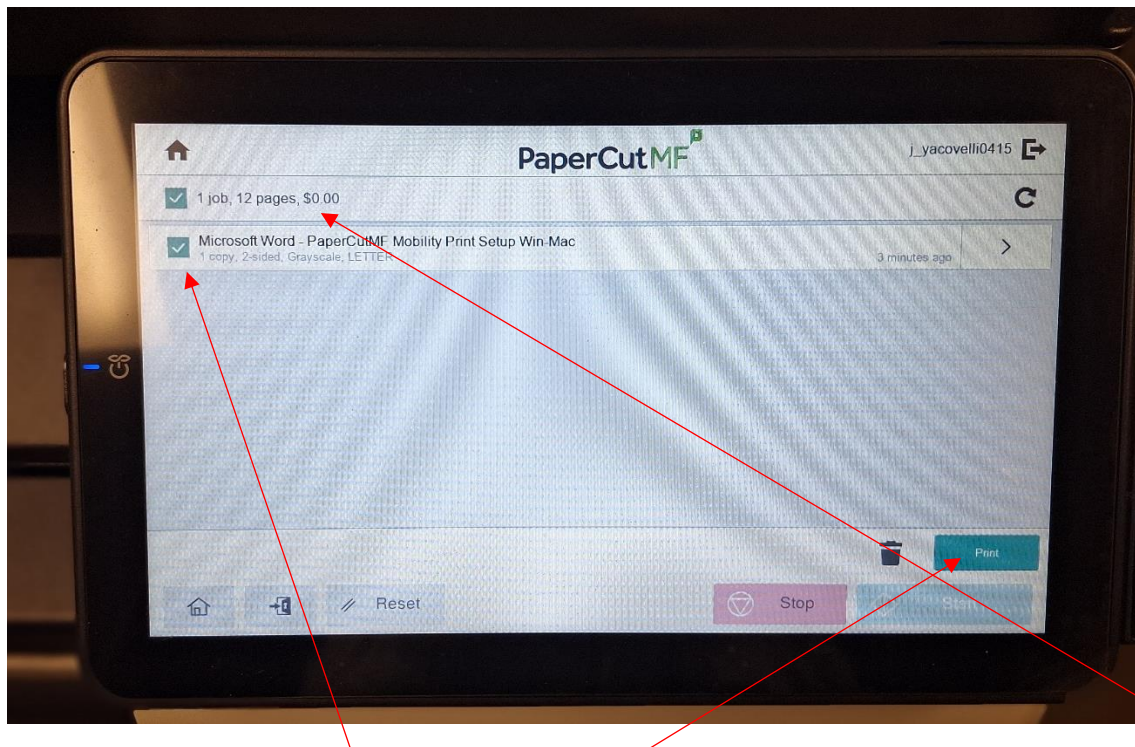 PaperCutMF
j_yacovelli0415
1 job, 12 pages, $0.00
Microsoft Word - PaperCutMF Mobility Print Setup Win-Mac
1 copy, 2-sided, Grayscale, LETTER
3 minutes ago
Print
Reset
Stop
Start